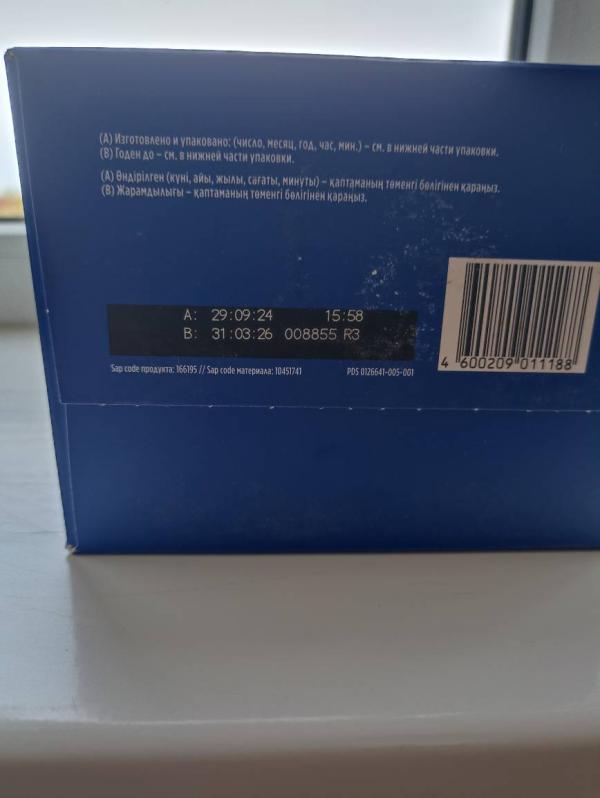 (А) Изготовлено и упаковано: (число, месяц, год, час, мин.) – см. в нижней части упаковки.
(В) Годен до – см. в нижней части упаковки.
(А) Өндірілген (күні, айы, жылы, сағаты, минуты) – қаптаманың төменгі бөлігінен қараңыз.
(В) Жарамдылығы – қаптаманың төменгі бөлігінен қараңыз.
A: 29:09:24 15:58
B: 31:03:26 008855 R3
Sap code продукта: 166195 // Sap code материала: 10451741 PDS 0126641-005-001
4 600209 011188